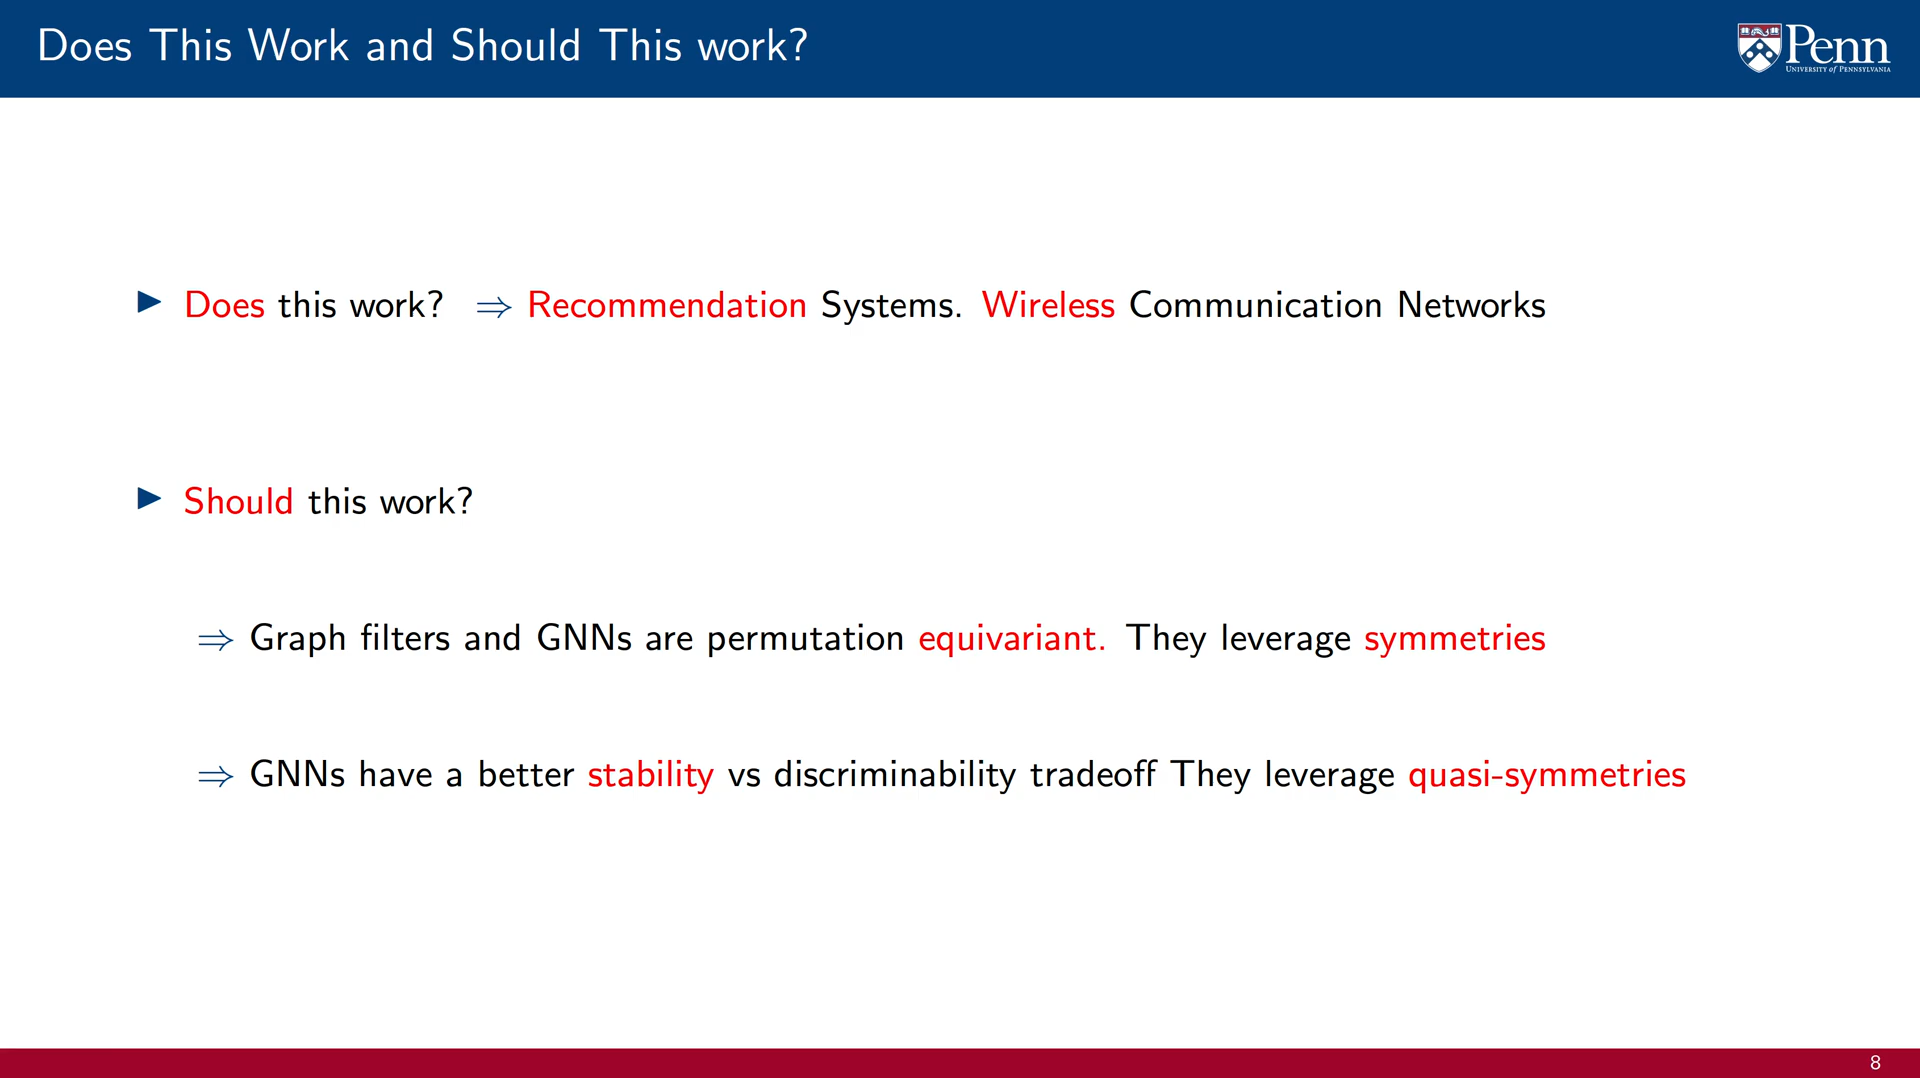 Does This Work and Should This work?
Penn
UNIVERSITY of PENNSYLVANIA
▶ Does this work? ⇒ Recommendation Systems. Wireless Communication Networks
▶ Should this work?
⇒ Graph filters and GNNs are permutation equivariant. They leverage symmetries
⇒ GNNs have a better stability vs discriminability tradeoff They leverage quasi-symmetries
8